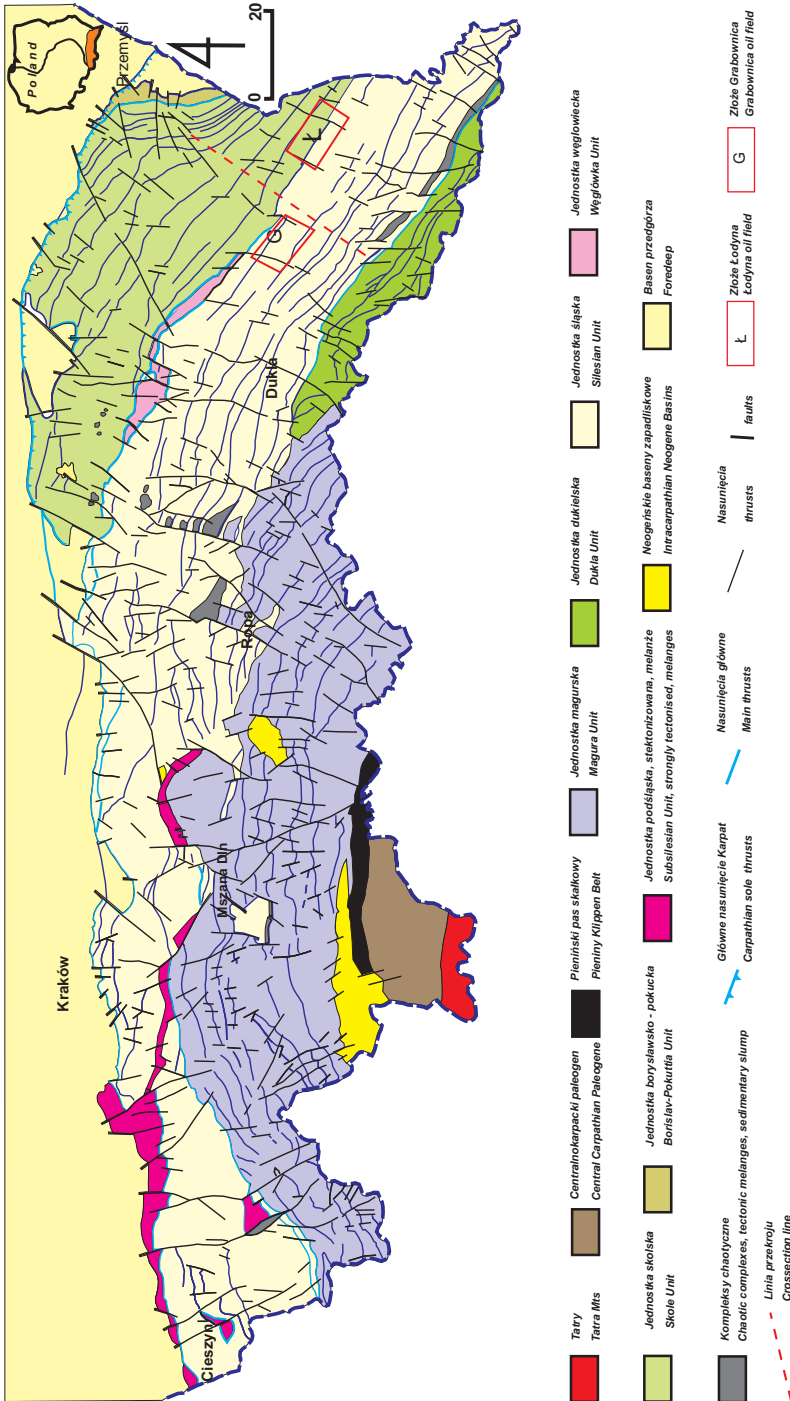 Poland
Przemyśl
0 20
Kraków
Cieszyn
Mszana Dln
Ropa
Dukla
G
Ł
Tatry
Tatra Mts
Centralnokarpacki paleogen
Central Carpathian Paleogene
Pieniński pas skałkowy
Pieniny Klippen Belt
Jednostka magurska
Magura Unit
Jednostka dukielska
Dukla Unit
Jednostka śląska
Silesian Unit
Jednostka węglowiecka
Węglówka Unit
Jednostka skolska
Skole Unit
Jednostka borysławsko - pokucka
Borislav-Pokuttia Unit
Jednostka podśląska, stektonizowana, melanże
Subsilesian Unit, strongly tectonised, melanges
Neogeńskie baseny zapadliskowe
Intracarpathian Neogene Basins
Basen przedgórza
Foredeep
Kompleksy chaotyczne
Chaotic complexes, tectonic melanges, sedimentary slump
Główne nasunięcie Karpat
Carpathian sole thrusts
Nasunięcia główne
Main thrusts
Nasunięcia
thrusts
faults
Ł
Złoże Łodyna
Łodyna oil field
G
Złoże Grabownica
Grabownica oil field
Linia przekroju
Crossection line